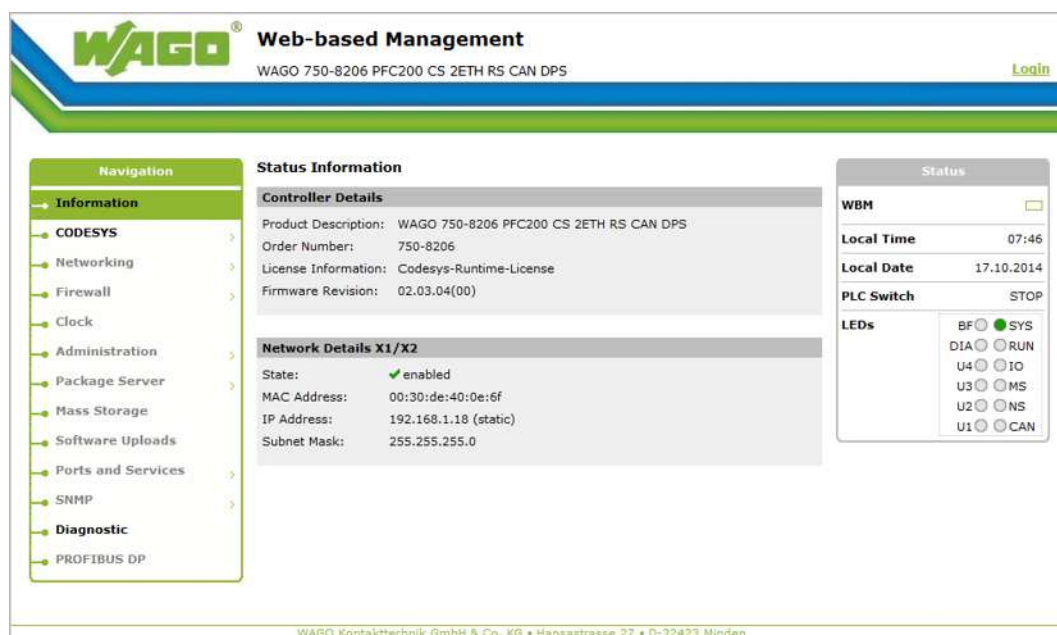 WAGO®
Web-based Management
WAGO 750-8206 PFC200 CS 2ETH RS CAN DPS
Login
Navigation
Information
CODESYS
Networking
Firewall
Clock
Administration
Package Server
Mass Storage
Software Uploads
Ports and Services
SNMP
Diagnostic
PROFIBUS DP
Status Information
Controller Details
Product Description: WAGO 750-8206 PFC200 CS 2ETH RS CAN DPS
Order Number: 750-8206
License Information: Codesys-Runtime-License
Firmware Revision: 02.03.04(00)
Network Details X1/X2
State: enabled
MAC Address: 00:30:de:40:0e:6f
IP Address: 192.168.1.18 (static)
Subnet Mask: 255.255.255.0
Status
WBM
Local Time 07:46
Local Date 17.10.2014
PLC Switch STOP
LEDs BF SYS
DIA RUN
U4 IO
U3 MS
U2 NS
U1 CAN
WAGO Kontakttechnik GmbH & Co. KG • Hansastrasse 27 • D-32423 Minden